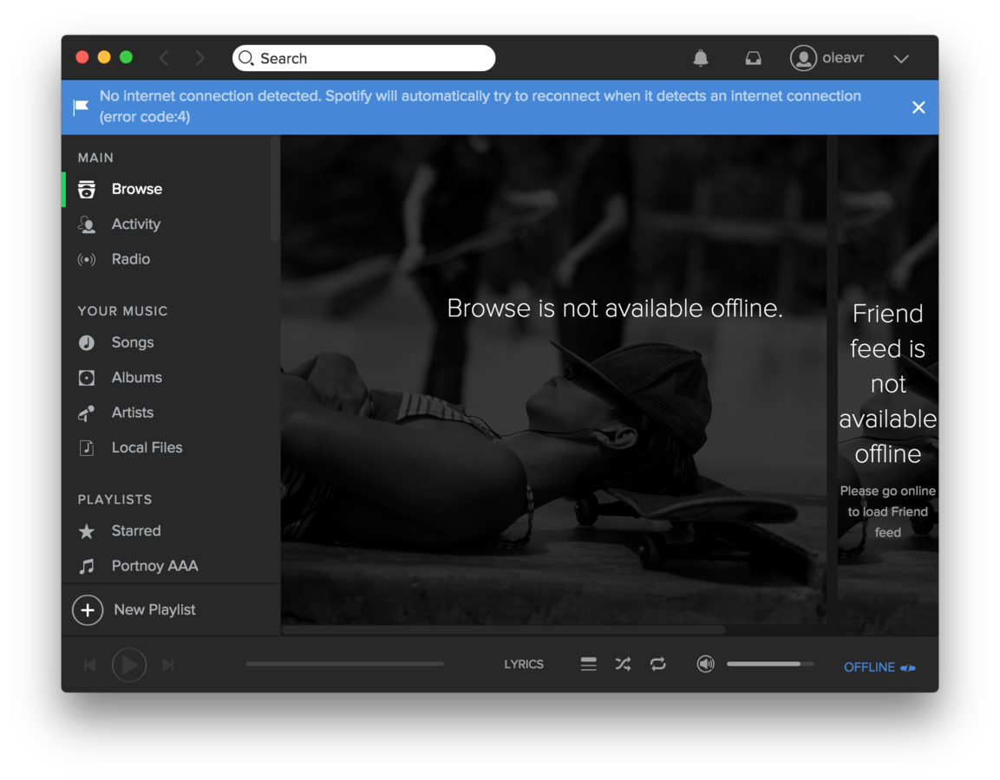 Search
oleavr
No internet connection detected. Spotify will automatically try to reconnect when it detects an internet connection
(error code:4)
MAIN
Browse
Activity
Radio
YOUR MUSIC
Songs
Albums
Artists
Local Files
PLAYLISTS
Starred
Portnoy AAA
New Playlist
Browse is not available offline.
Friend
feed is
not
available
offline
Please go online
to load Friend
feed
LYRICS
OFFLINE